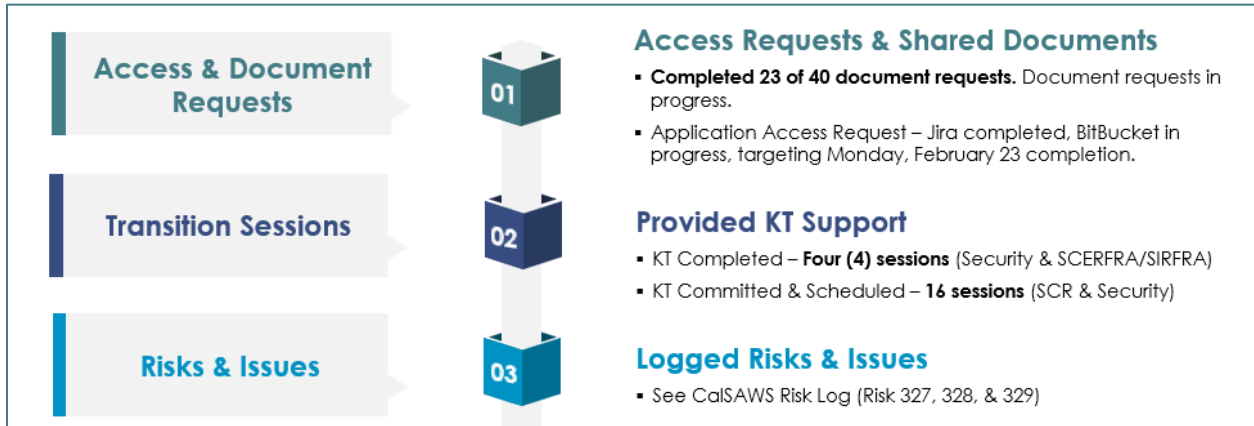 Access & Document
Requests
01
Access Requests & Shared Documents
▪ Completed 23 of 40 document requests. Document requests in
progress.
▪ Application Access Request – Jira completed, BitBucket in
progress, targeting Monday, February 23 completion.
Transition Sessions
02
Provided KT Support
▪ KT Completed – Four (4) sessions (Security & SCERFRA/SIRFRA)
▪ KT Committed & Scheduled – 16 sessions (SCR & Security)
Risks & Issues
03
Logged Risks & Issues
▪ See CalSAWS Risk Log (Risk 327, 328, & 329)